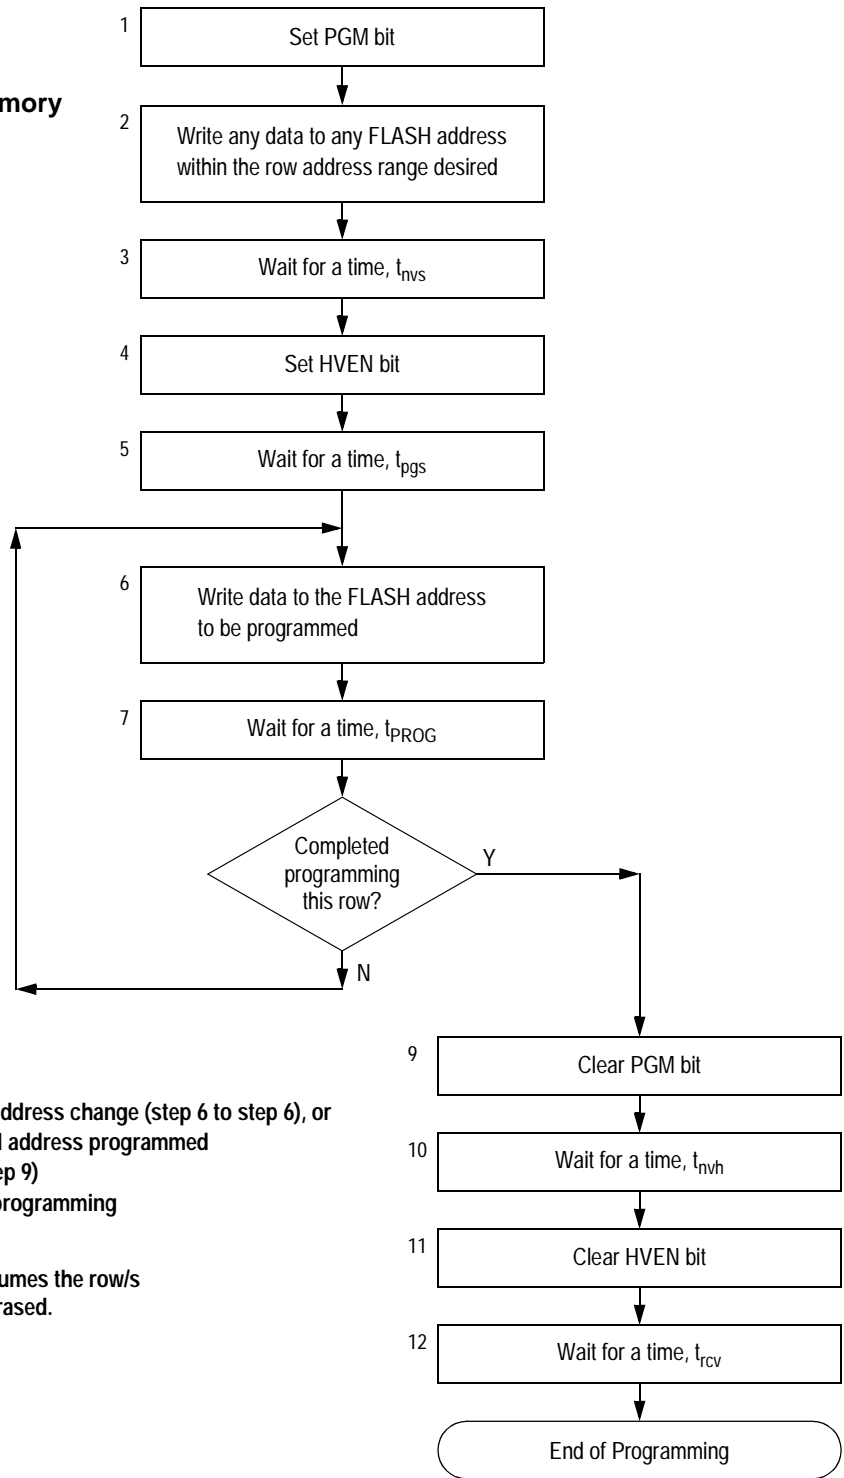 1
Set PGM bit
mory
2
Write any data to any FLASH address
within the row address range desired
3
Wait for a time, tnvs
4
Set HVEN bit
5
Wait for a time, tpgs
6
Write data to the FLASH address
to be programmed
7
Wait for a time, tPROG
Completed
programming
this row?
Y
N
9
Clear PGM bit
ddress change (step 6 to step 6), or
address programmed
ep 9)
programming
10
Wait for a time, tnvh
11
Clear HVEN bit
umes the row/s
rased.
12
Wait for a time, trcv
End of Programming